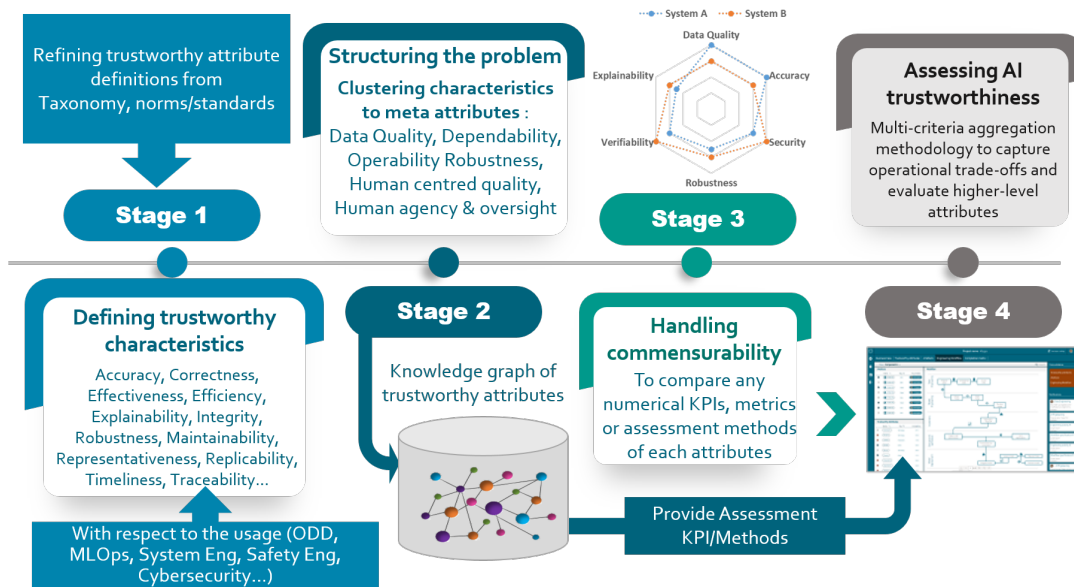 Refining trustworthy attribute
definitions from
Taxonomy, norms/standards
Stage 1
Defining trustworthy
characteristics
Accuracy, Correctness,
Effectiveness, Efficiency,
Explainability, Integrity,
Robustness, Maintainability,
Representativeness, Replicability,
Timeliness, Traceability...
With respect to the usage (ODD,
MLOps, System Eng, Safety Eng,
Cybersecurity...)
Structuring the problem
Clustering characteristics
to meta attributes :
Data Quality, Dependability,
Operability Robustness,
Human centred quality,
Human agency & oversight
Stage 2
Knowledge graph of
trustworthy attributes
System A
System B
Data Quality
Explainability
Accuracy
Verifiability
Security
Robustness
Stage 3
Handling
commensurability
To compare any
numerical KPIs, metrics
or assessment methods
of each attributes
Provide Assessment
KPI/Methods
Assessing AI
trustworthiness
Multi-criteria aggregation
methodology to capture
operational trade-offs and
evaluate higher-level
attributes
Stage 4